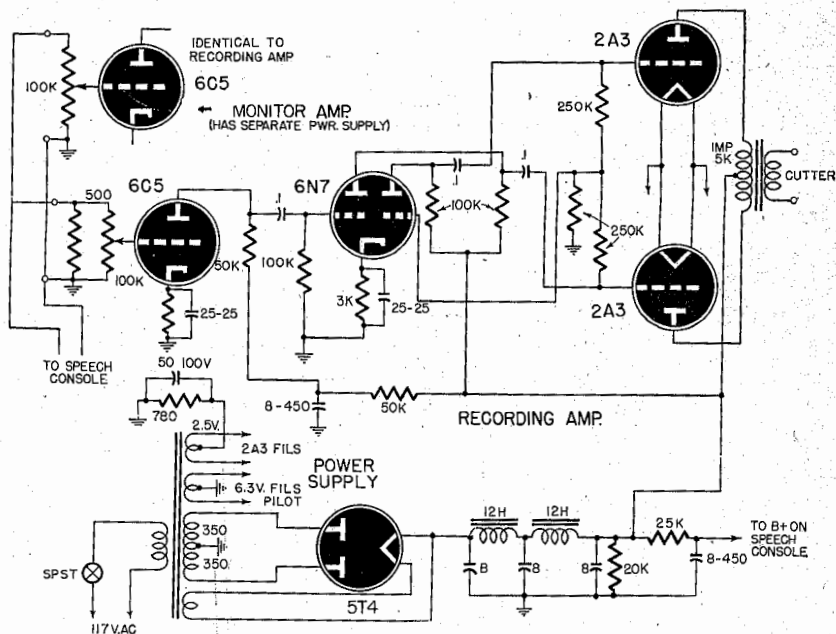 2A3
IDENTICAL TO
RECORDING AMP
6C5
100K
MONITOR AMP.
(HAS SEPARATE PWR. SUPPLY)
250K
IMP
5K
CUTTER
500
6C5
.1
6N7
.1
.1
100K
250K
100K
50K
100K
25-25
3K
25-25
2A3
TO SPEECH
CONSOLE
50 100V
780
8-450
50K
RECORDING AMP.
2.5V.
2A3 FILS
POWER
SUPPLY
6.3V. FILS
PILOT
12H
12H
350
350
25K
TO B+ ON
SPEECH
CONSOLE
SPST
8
8
8
20K
8-450
5T4
117V.AC